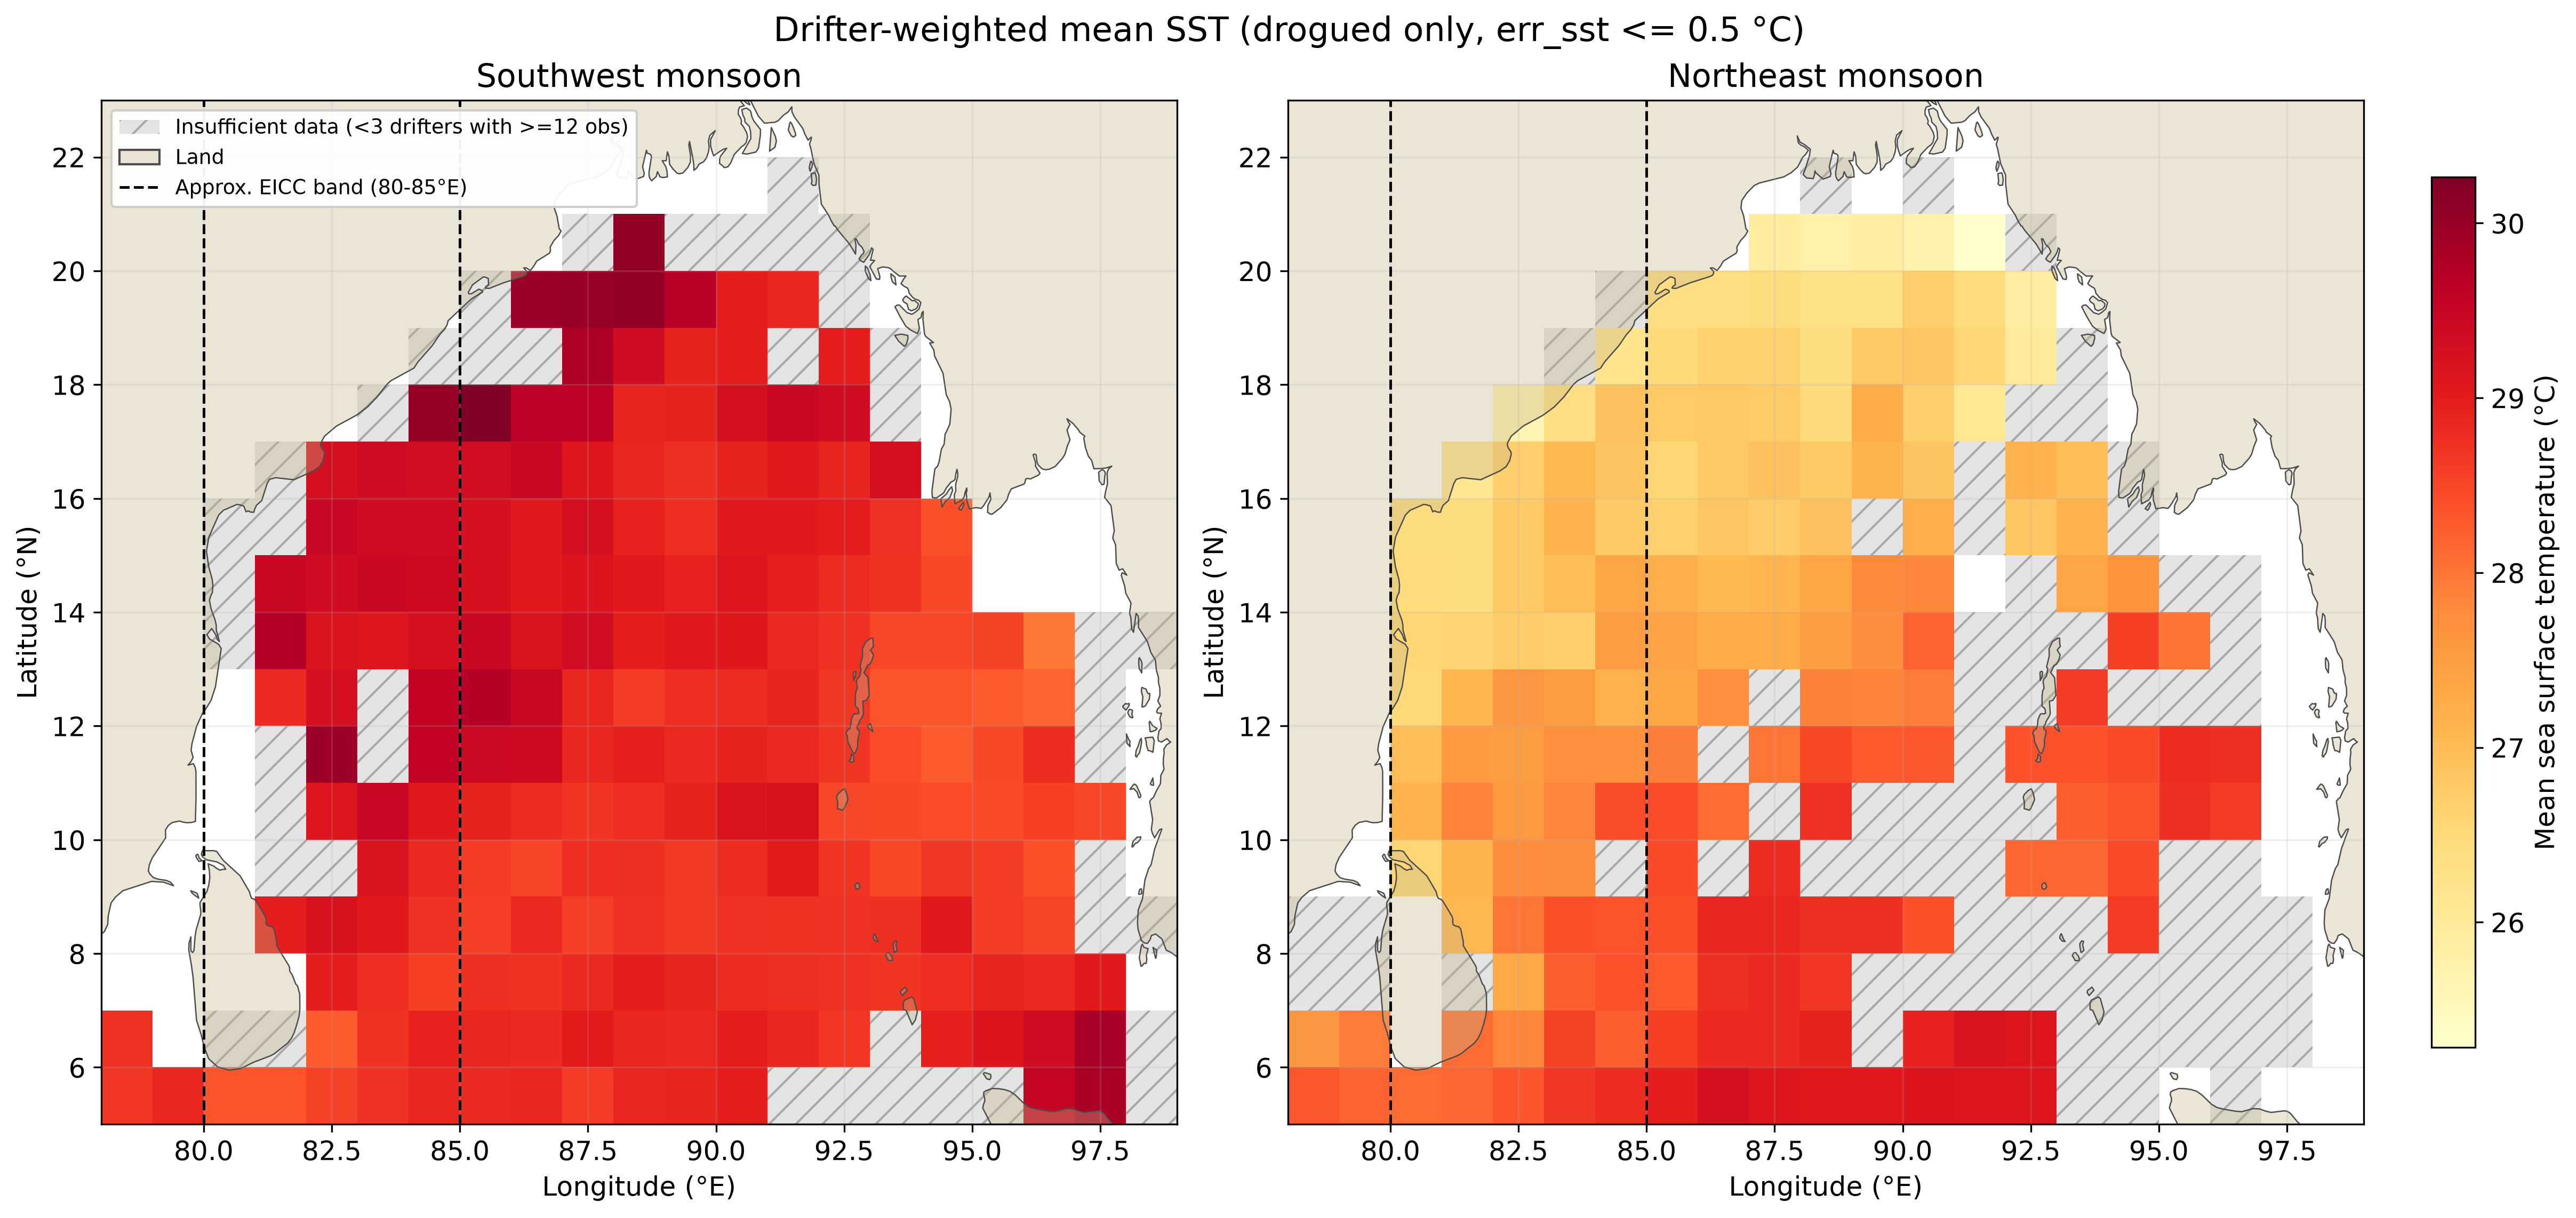 Drifter-weighted mean SST (drogued only, err_sst <= 0.5 °C)
Southwest monsoon
Northeast monsoon
Insufficient data (<3 drifters with >=12 obs)
Land
Approx. EICC band (80-85°E)
Latitude (°N)
22
20
18
16
14
12
10
8
6
80.0 82.5 85.0 87.5 90.0 92.5 95.0 97.5
Longitude (°E)
Latitude (°N)
22
20
18
16
14
12
10
8
6
80.0 82.5 85.0 87.5 90.0 92.5 95.0 97.5
Longitude (°E)
30
29
28
27
26
Mean sea surface temperature (°C)